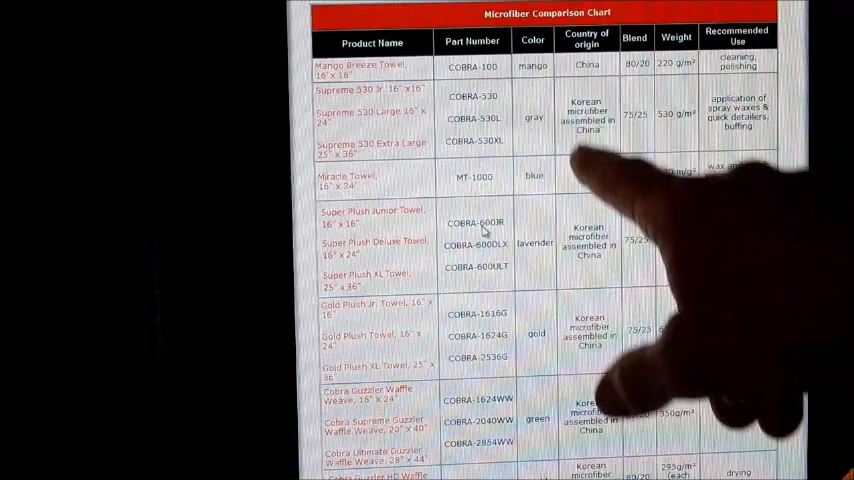 Microfiber Comparison Chart
Product Name
Part Number
Color
Country of
origin
Blend
Weight
Recommended
Use
Mango Breeze Towel,
16"x 16"
COBRA-100
mango
China
80/20
220 g/m²
cleaning,
polishing
Supreme 530 Jr. 16" x16"
Supreme 530 Large 16" x
24"
Supreme 530 Extra Large
25" x 36"
COBRA-530
COBRA-530L
COBRA-530XL
gray
Korean
microfiber
assembled in
China
75/25
530 g/m²
application of
spray waxes &
quick detailers,
buffing
Miracle Towel,
16" x 24"
MT-1000
blue
wax
Super Plush Junior Towel,
16" x 16"
Super Plush Deluxe Towel,
16" x 24"
Super Plush XL Towel,
25" x 36"
COBRA-600JR
COBRA-600DLX
COBRA-600ULT
lavender
Korean
microfiber
assembled in
China
75/25
Gold Plush Jr. Towel, 16" x
16"
Gold Plush Towel, 16" x
24"
Gold Plush XL Towel, 25" x
36"
COBRA-1616G
COBRA-1624G
COBRA-2536G
gold
Korean
microfiber
assembled in
China
75/25
Cobra Guzzler Waffle
Weave, 16" x 24"
Cobra Supreme Guzzler
Waffle Weave, 20" x 40"
Cobra Ultimate Guzzler
Waffle Weave, 28" x 44"
COBRA-1624WW
COBRA-2040WW
COBRA-2854WW
green
assembled in
China
350g/m²
Cobra Guzzler HD Waffle
Korean
microfiber
80/20
295g/m²
(each
drying